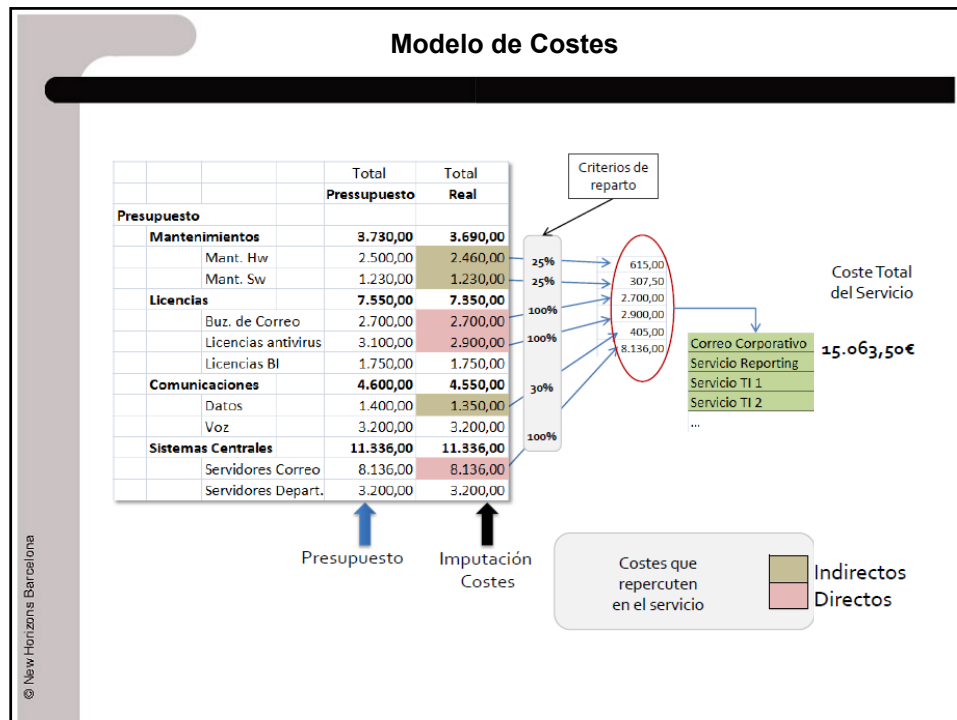 Modelo de Costes
Criterios de
reparto
Total Total
Pressupuesto Real
Presupuesto
Mantenimientos 3.730,00 3.690,00
Mant. Hw 2.500,00 2.460,00
Mant. Sw 1.230,00 1.230,00
Licencias 7.550,00 7.350,00
Buz. de Correo 2.700,00 2.700,00
Licencias antivirus 3.100,00 2.900,00
Licencias BI 1.750,00 1.750,00
Comunicaciones 4.600,00 4.550,00
Datos 1.400,00 1.350,00
Voz 3.200,00 3.200,00
Sistemas Centrales 11.336,00 11.336,00
Servidores Correo 8.136,00 8.136,00
Servidores Depart. 3.200,00 3.200,00
25%
25%
100%
100%
30%
100%
615,00
307,50
2.700,00
2.900,00
405,00
8.136,00
Coste Total
del Servicio
15.063,50€
Correo Corporativo
Servicio Reporting
Servicio TI 1
Servicio TI 2
...
Presupuesto
Imputación
Costes
Costes que
repercuten
en el servicio
Indirectos
Directos
© New Horizons Barcelona